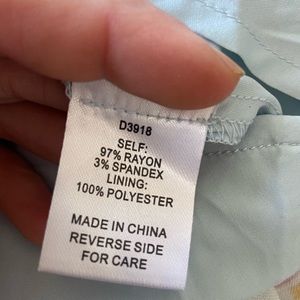 D3918
SELF:
97% RAYON
3% SPANDEX
LINING:
100% POLYESTER
MADE IN CHINA
REVERSE SIDE
FOR CARE